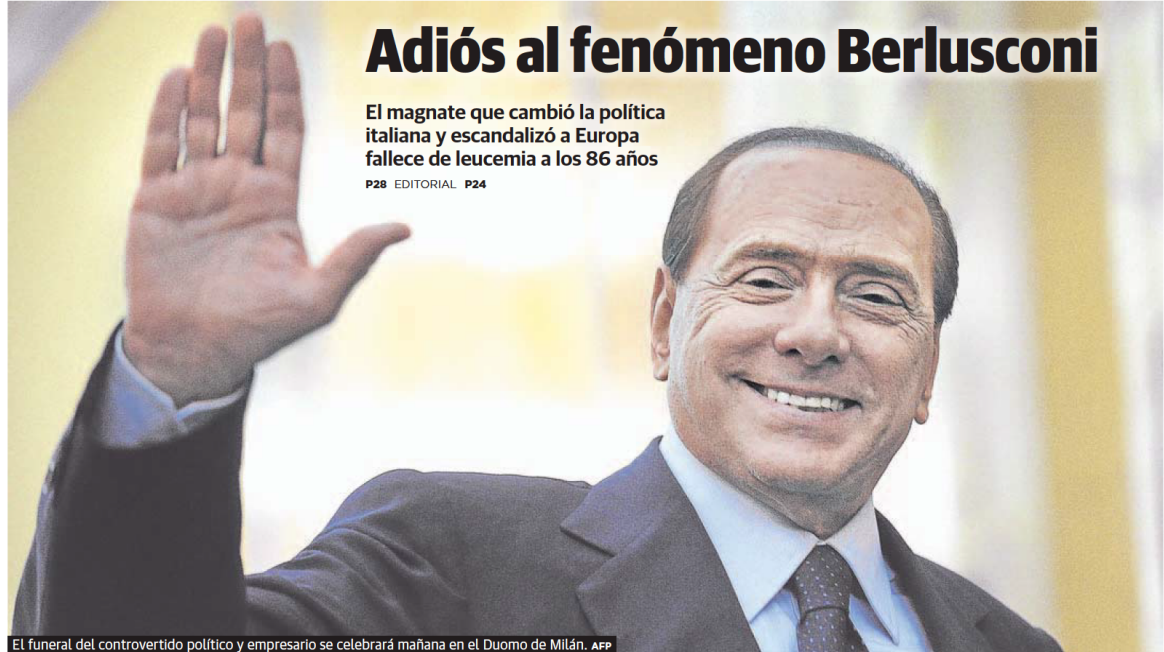 Adiós al fenómeno Berlusconi
El magnate que cambió la política
italiana y escandalizó a Europa
fallece de leucemia a los 86 años
P28 EDITORIAL P24
El funeral del controvertido político y empresario se celebrará mañana en el Duomo de Milán. AFP